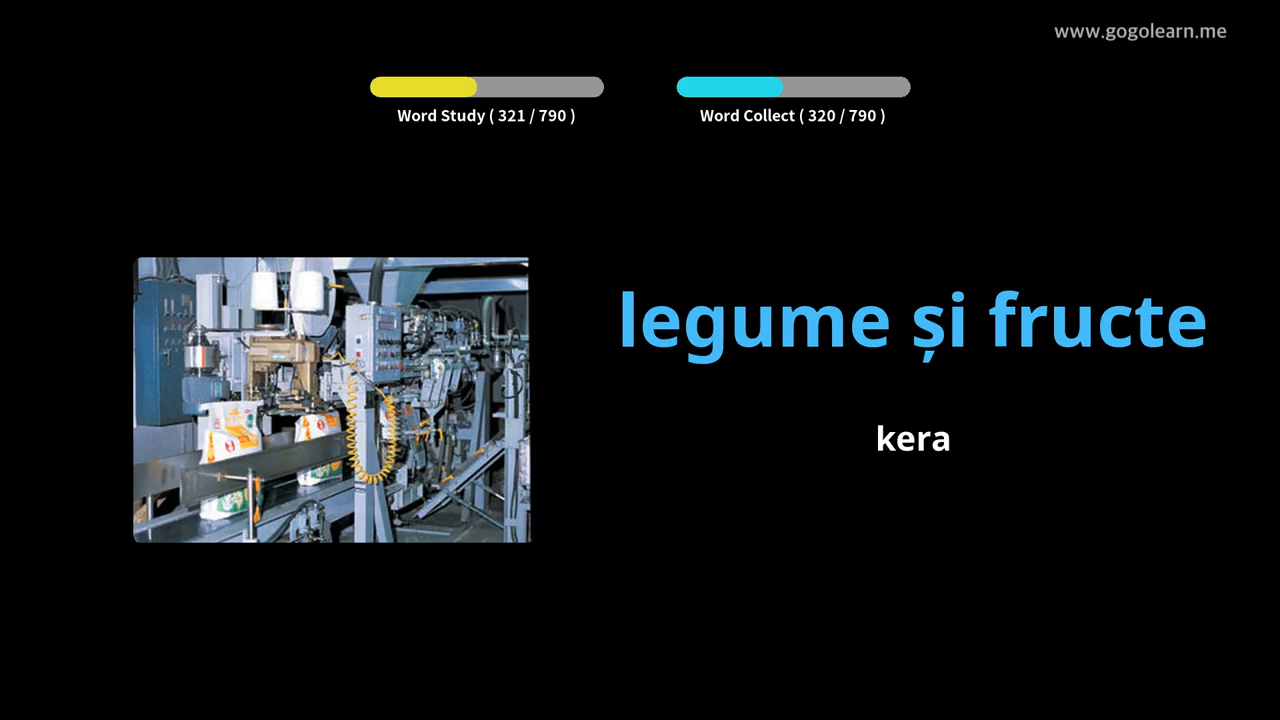 www.gogolearn.me
Word Study ( 321 / 790 )
Word Collect ( 320 / 790 )
legume și fructe
kera